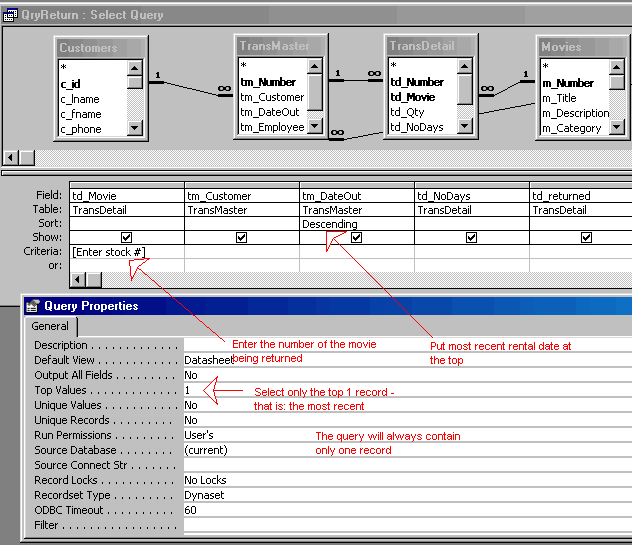 QryReturn : Select Query
Customers
*
c_id
c_lname
c_fname
c_phone
1
∞
TransMaster
*
tm_Number
tm_Customer
tm_DateOut
tm_Employee
1
∞
∞
TransDetail
*
td_Number
td_Movie
td_Qty
td_NoDays
∞
1
Movies
*
m_Number
m_Title
m_Description
m_Category
Field: td_Movie tm_Customer tm_DateOut td_NoDays td_returned
Table: TransDetail TransMaster TransMaster TransDetail TransDetail
Sort: Descending
Show:
Criteria: [Enter stock #]
or:
Query Properties
General
Enter the number of the movie
being returned
Put most recent rental date at
the top
Description . . . . . . . . . . . . .
Default View . . . . . . . . . . . Datasheet
Output All Fields . . . . . . . . No
Top Values . . . . . . . . . . . . 1
Select only the top 1 record -
that is: the most recent
Unique Values . . . . . . . . . . No
Unique Records . . . . . . . . No
Run Permissions . . . . . . . . User's
The query will always contain
only one record
Source Database . . . . . . . (current)
Source Connect Str . . . . . .
Record Locks . . . . . . . . . . . No Locks
Recordset Type . . . . . . . . Dynaset
ODBC Timeout . . . . . . . . . . 60
Filter . . . . . . . . . . . . . . . . .